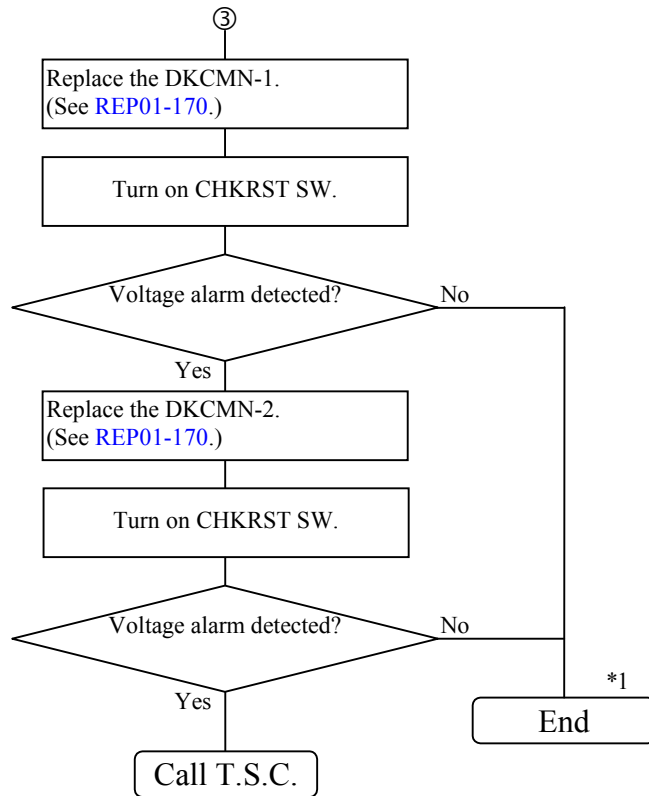 ③
Replace the DKCMN-1.
(See REP01-170.)
Turn on CHKRST SW.
Voltage alarm detected?
No
Yes
Replace the DKCMN-2.
(See REP01-170.)
Turn on CHKRST SW.
Voltage alarm detected?
No
Yes
*1
End
Call T.S.C.